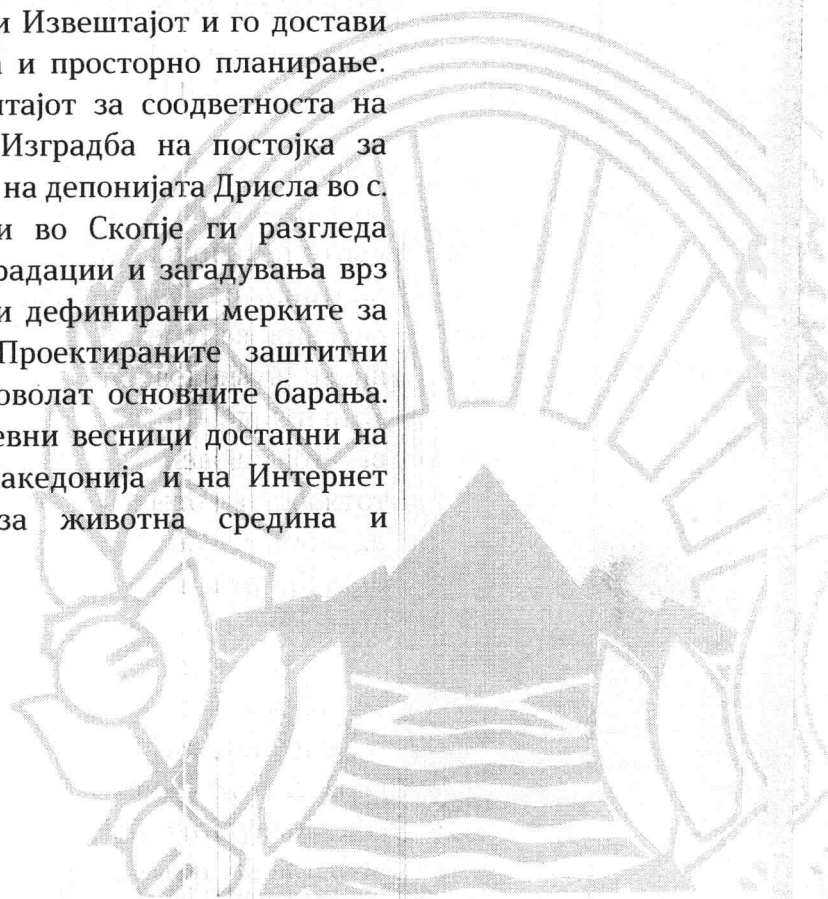 и Извештајот и го достави
и просторно планирање.
тајот за соодветноста на
Изградба на постојка за
на депонијата Дрисла во с.
и во Скопје ги разгледа
радации и загадувања врз
и дефинирани мерките за
Проектираните заштитни
оволат основните барања.
евни весници достапни на
акедонија и на Интернет
за животна средина и